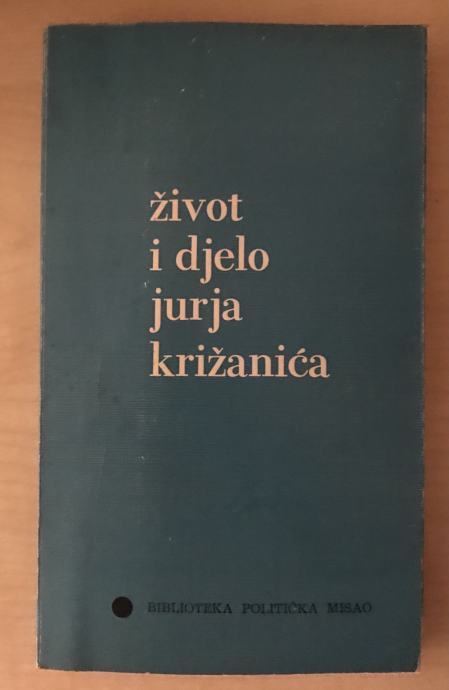 život
i djelo
jurja
križanića
BIBLIOTEKA POLITIČKA MISAO